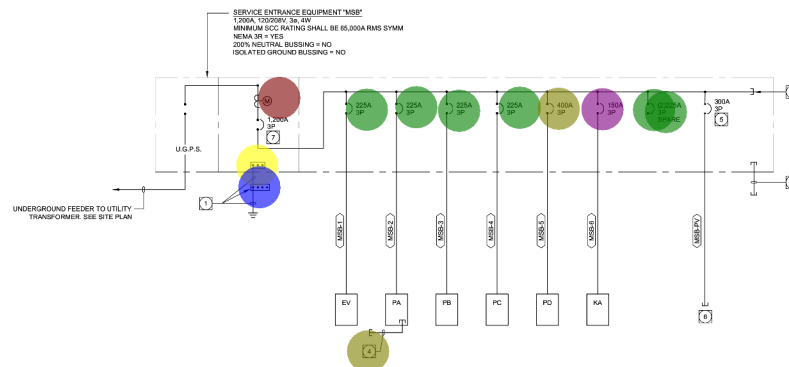 SERVICE ENTRANCE EQUIPMENT "MSB"
1,200A, 120/208V, 3ø, 4W
MINIMUM SCC RATING SHALL BE 65,000A RMS SYMM
NEMA 3R = YES
200% NEUTRAL BUSSING = NO
ISOLATED GROUND BUSSING = NO
M
1,200A
3P
7
225A
3P
225A
3P
225A
3P
225A
3P
400A
3P
150A
3P
225A
3P
SPARE
300A
3P
5
U.G.P.S.
1
UNDERGROUND FEEDER TO UTILITY
TRANSFORMER. SEE SITE PLAN
MSB-1
MSB-2
MSB-3
MSB-4
MSB-5
MSB-6
MSB-PV
EV
PA
PB
PC
PD
KA
6
4